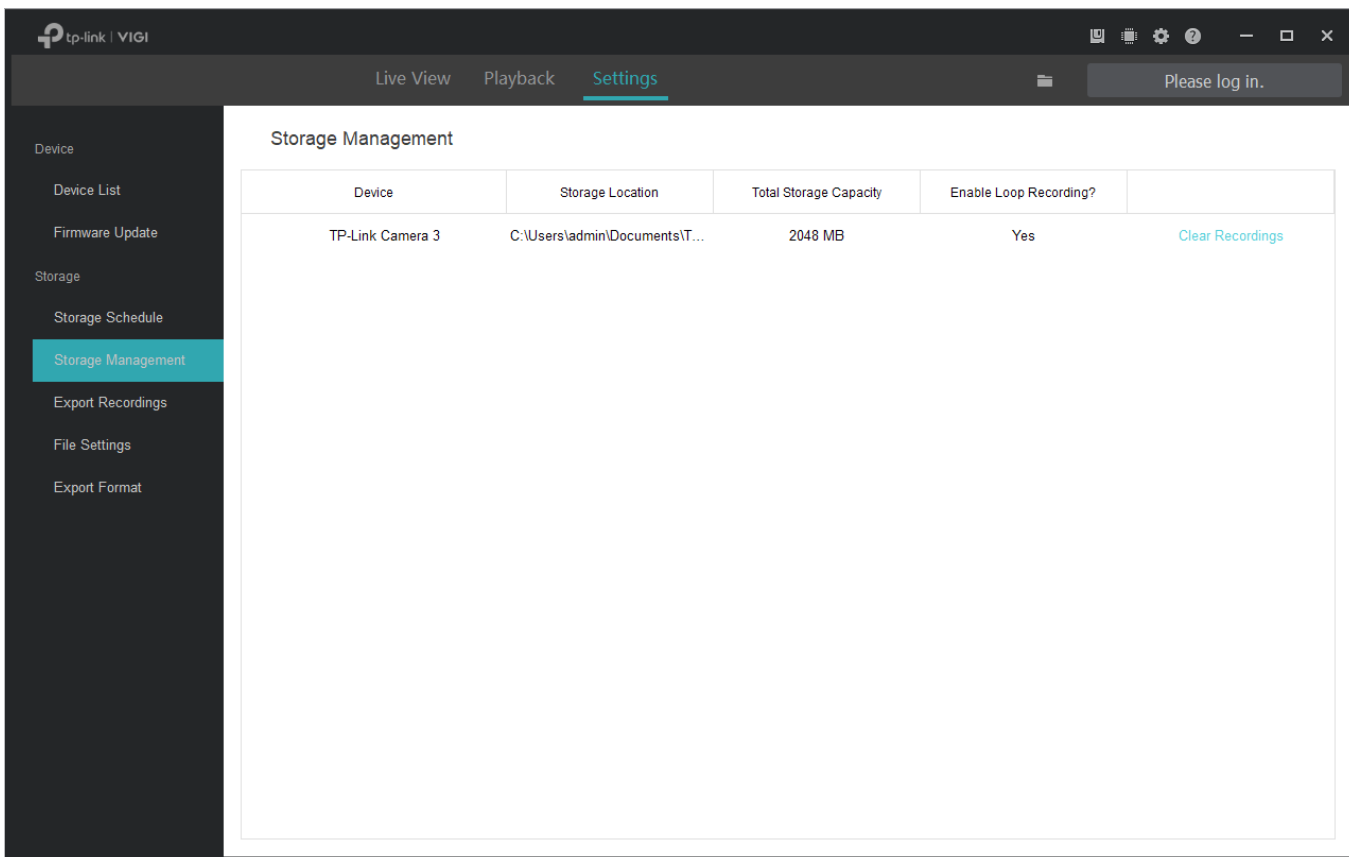 tp-link | VIGI
Live View Playback Settings Please log in.
Device
Device List
Firmware Update
Storage
Storage Schedule
Storage Management
Export Recordings
File Settings
Export Format
Storage Management
Device Storage Location Total Storage Capacity Enable Loop Recording?
TP-Link Camera 3 C:\Users\admin\Documents\T... 2048 MB Yes Clear Recordings